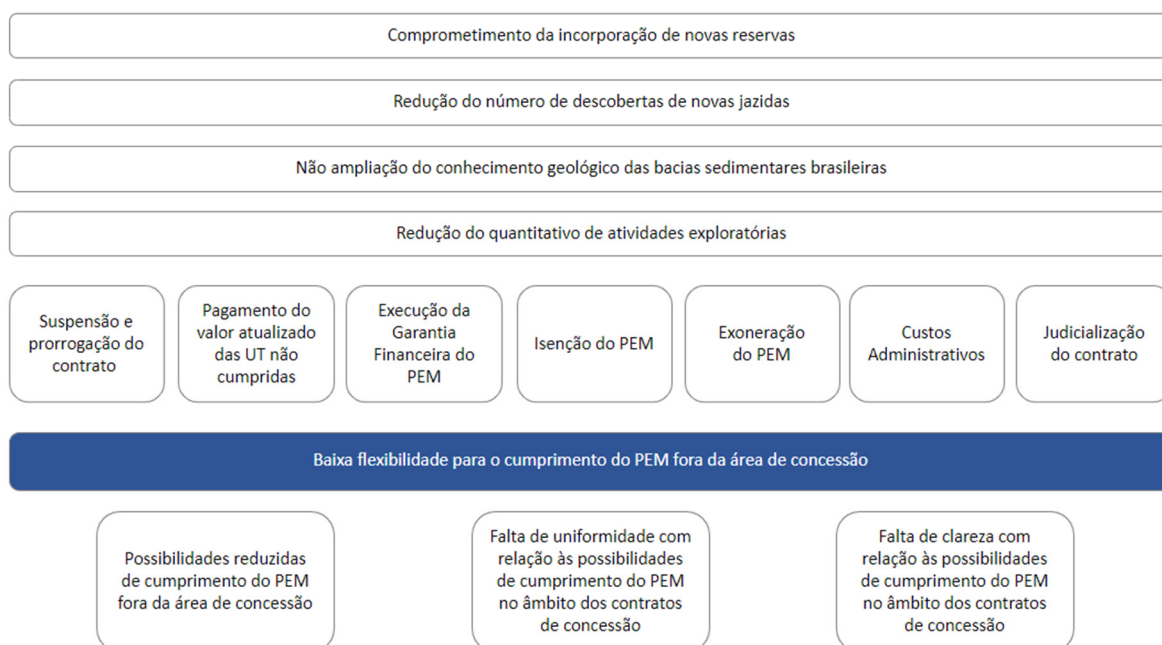 Comprometimento da incorporação de novas reservas
Redução do número de descobertas de novas jazidas
Não ampliação do conhecimento geológico das bacias sedimentares brasileiras
Redução do quantitativo de atividades exploratórias
Suspensão e
prorrogação do
contrato
Pagamento do
valor atualizado
das UT não
cumpridas
Execução da
Garantia
Financeira do
PEM
Isenção do PEM
Exoneração
do PEM
Custos
Administrativos
Judicialização
do contrato
Baixa flexibilidade para o cumprimento do PEM fora da área de concessão
Possibilidades reduzidas
de cumprimento do PEM
fora da área de concessão
Falta de uniformidade com
relação às possibilidades
de cumprimento do PEM
no âmbito dos contratos
de concessão
Falta de clareza com
relação às possibilidades
de cumprimento do PEM
no âmbito dos contratos
de concessão